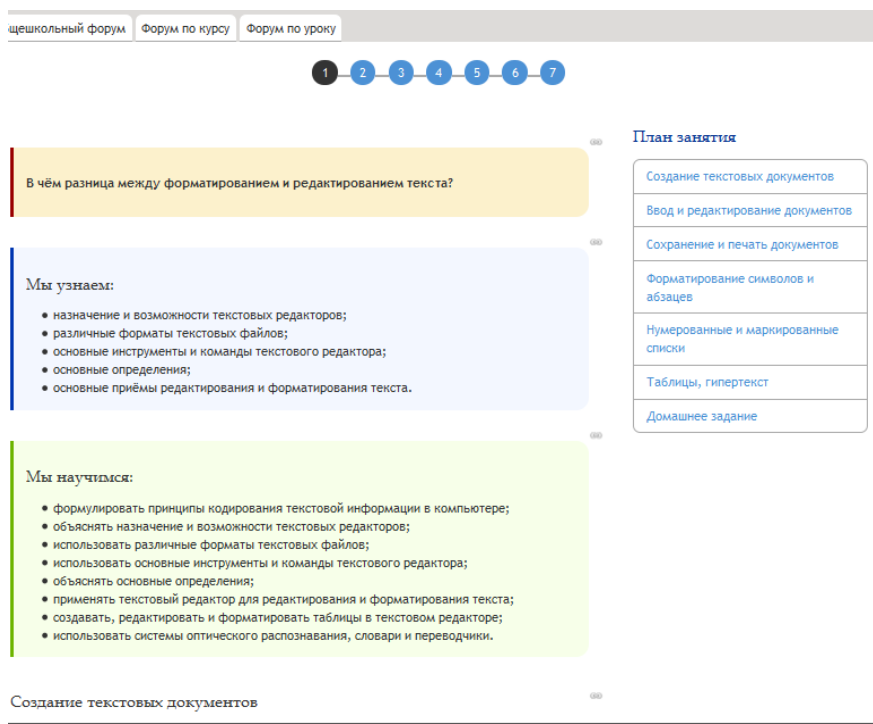 щешкольный форум Форум по курсу Форум по уроку
1 2 3 4 5 6 7
В чём разница между форматированием и редактированием текста?
Мы узнаем:
• назначение и возможности текстовых редакторов;
• различные форматы текстовых файлов;
• основные инструменты и команды текстового редактора;
• основные определения;
• основные приёмы редактирования и форматирования текста.
Мы научимся:
• формулировать принципы кодирования текстовой информации в компьютере;
• объяснять назначение и возможности текстовых редакторов;
• использовать различные форматы текстовых файлов;
• использовать основные инструменты и команды текстового редактора;
• объяснять основные определения;
• применять текстовый редактор для редактирования и форматирования текста;
• создавать, редактировать и форматировать таблицы в текстовом редакторе;
• использовать системы оптического распознавания, словари и переводчики.
Создание текстовых документов
План занятия
Создание текстовых документов
Ввод и редактирование документов
Сохранение и печать документов
Форматирование символов и
абзацев
Нумерованные и маркированные
списки
Таблицы, гипертекст
Домашнее задание